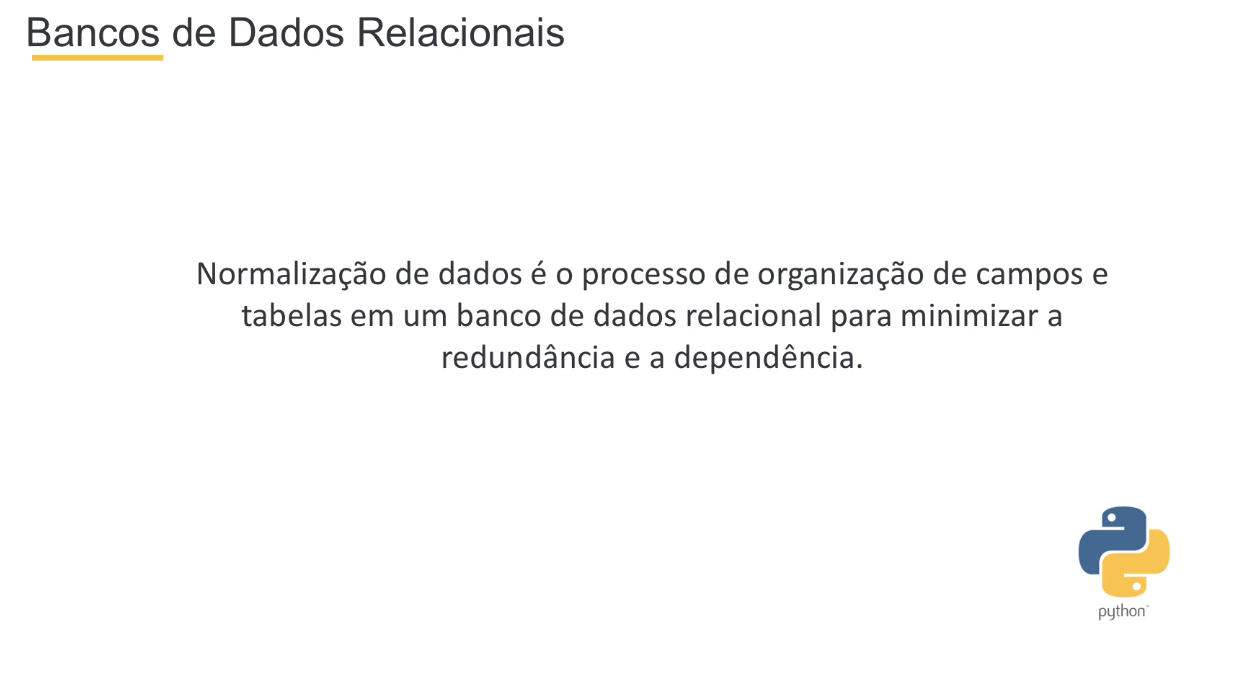 Bancos de Dados Relacionais
Normalização de dados é o processo de organização de campos e
tabelas em um banco de dados relacional para minimizar a
redundância e a dependência.
python™